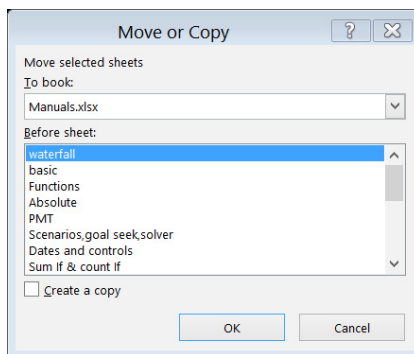 Move or Copy
Move selected sheets
To book:
Manuals.xlsx
Before sheet:
waterfall
basic
Functions
Absolute
PMT
Scenarios,goal seek,solver
Dates and controls
Sum If & count If
Create a copy
OK Cancel